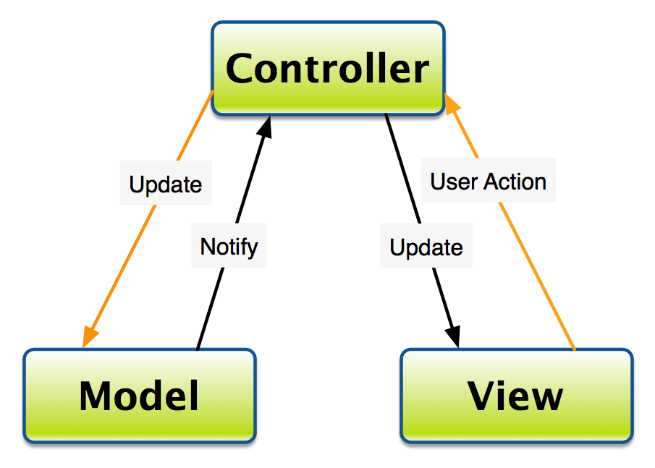 Controller
Update
User Action
Notify
Update
Model
View